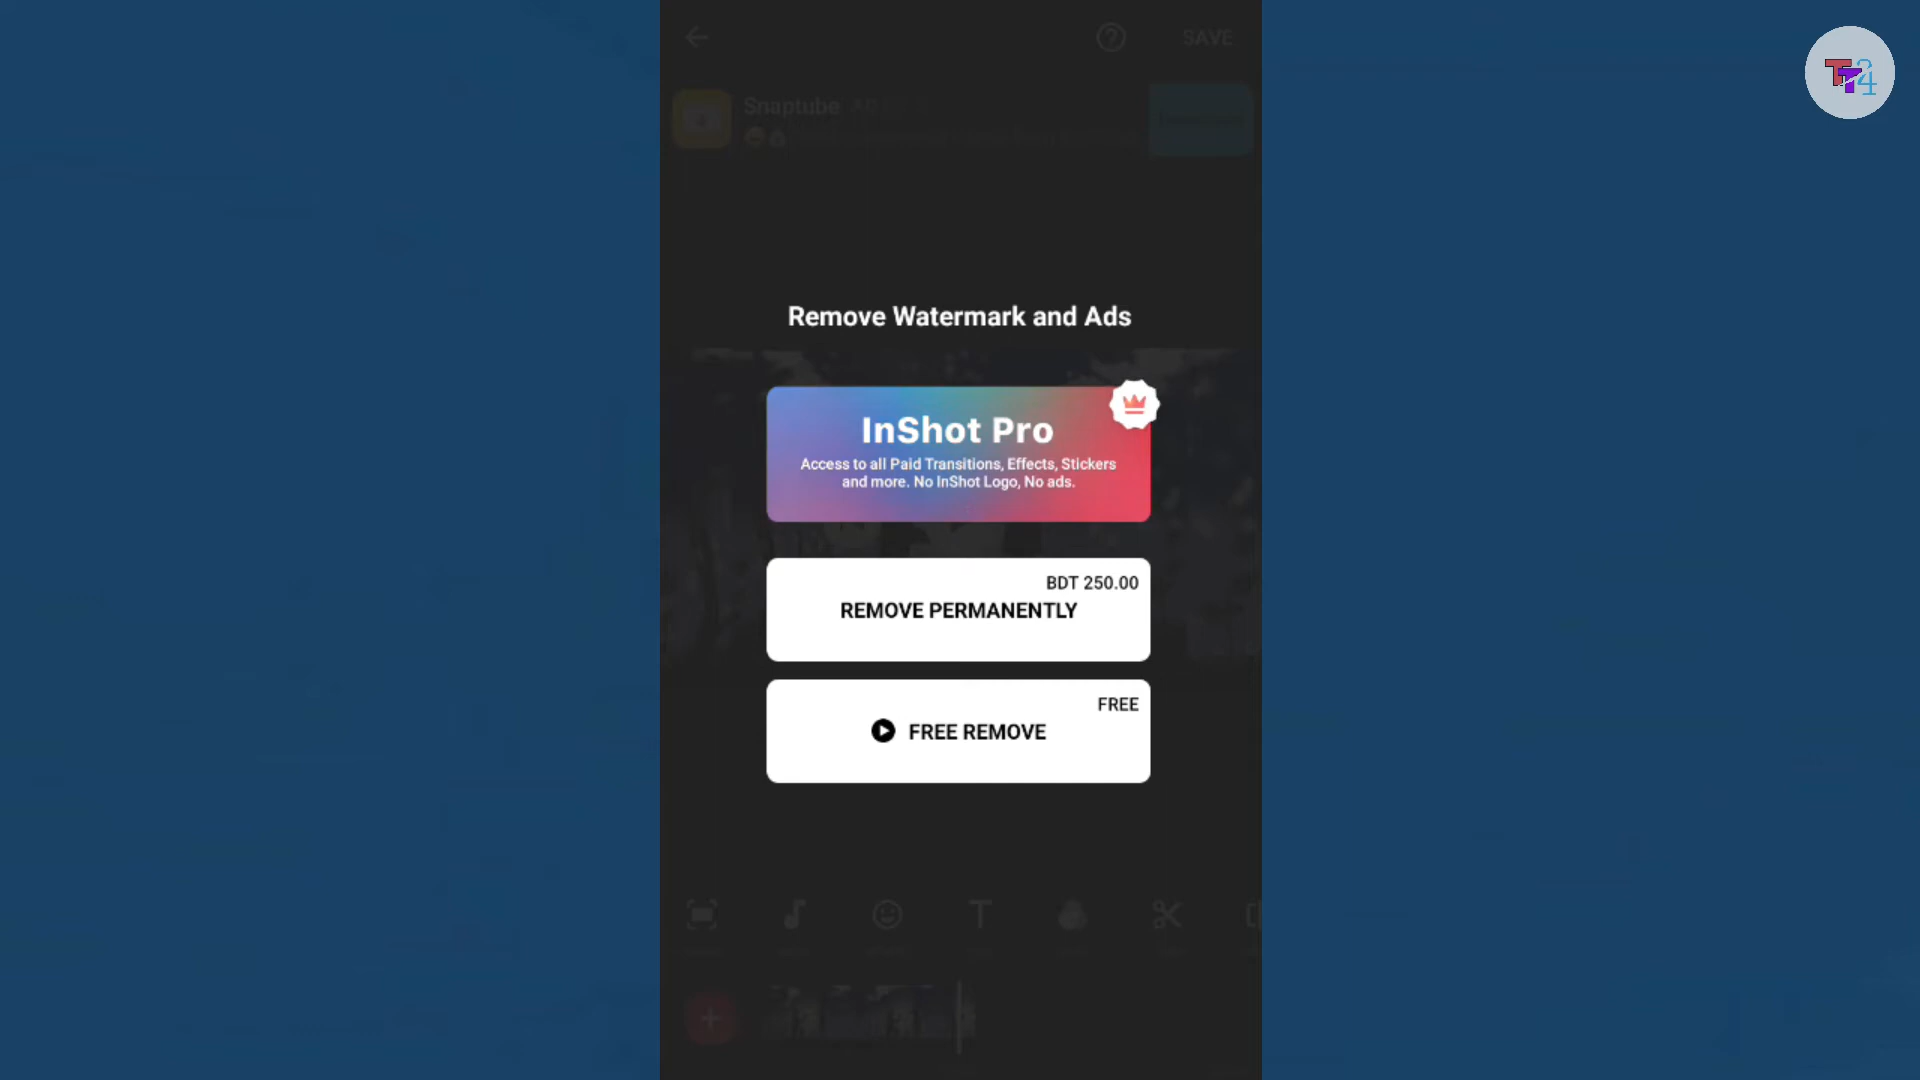 SAVE
Snaptube AD
Remove Watermark and Ads
InShot Pro
Access to all Paid Transitions, Effects, Stickers
and more. No InShot Logo, No ads.
BDT 250.00
REMOVE PERMANENTLY
FREE
FREE REMOVE